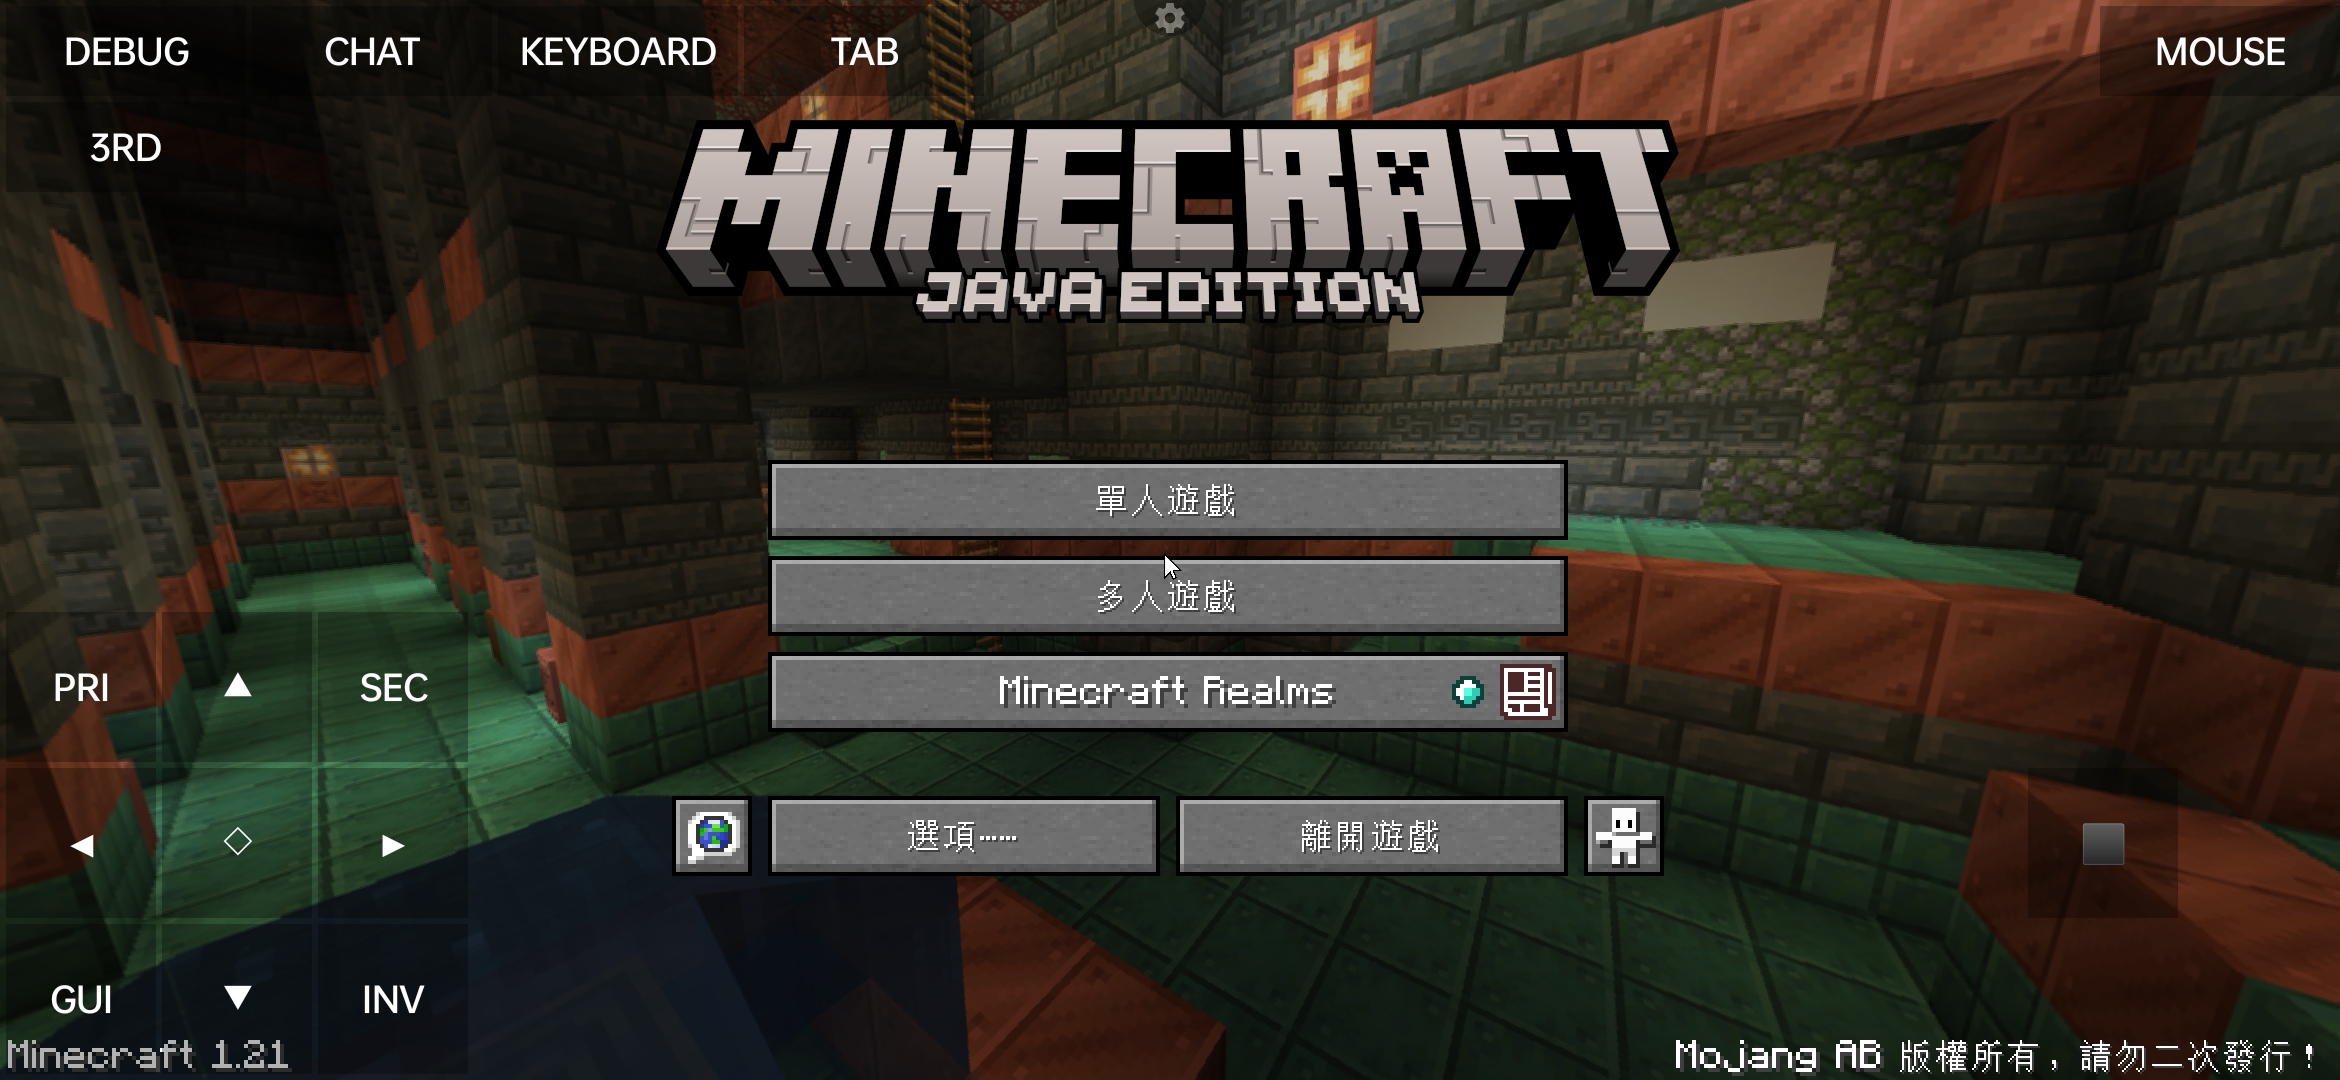 DEBUG CHAT KEYBOARD TAB MOUSE
3RD
MINECRAFT
JAVA EDITION
單人遊戲
多人遊戲
Minecraft Realms
PRI ▲ SEC
◀ ◇ ▶
選項⋯⋯ 離開遊戲
GUI ▼ INV
Minecraft 1.21 Mojang AB 版權所有，請勿二次發行！